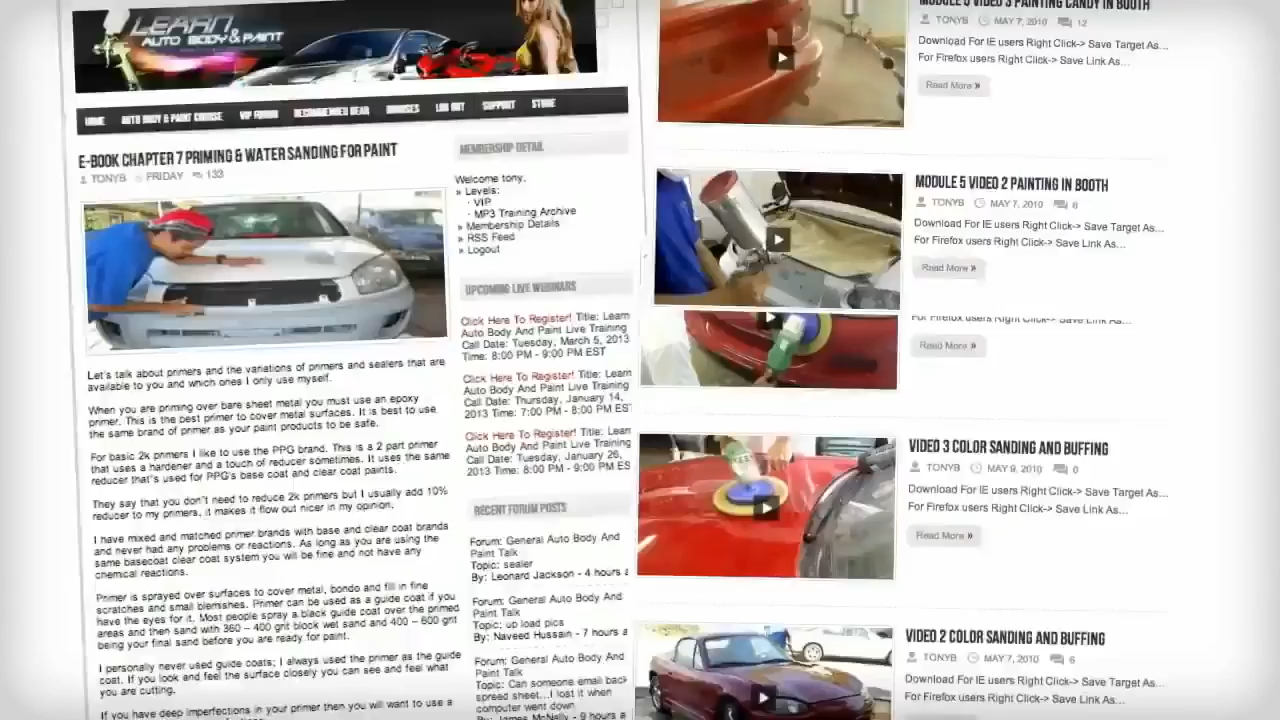 LEARN
AUTO BODY & PAINT
HOME AUTO BODY & PAINT COURSE VIP FORUM RECOMMENDED GEAR COURSES LOG OUT SUPPORT STORE
E-BOOK CHAPTER 7 PRIMING & WATER SANDING FOR PAINT
TONYB FRIDAY 133
Let's talk about primers and the variations of primers and sealers that are
available to you and which ones I only use myself.
When you are priming over bare sheet metal you must use an epoxy
primer. This is the best primer to cover metal surfaces. It is best to use
the same brand of primer as your paint products to be safe.
For basic 2k primers I like to use the PPG brand. This is a 2 part primer
that uses a hardener and a touch of reducer sometimes. It uses the same
reducer that's used for PPG's base coat and clear coat paints.
They say that you don't need to reduce 2k primers but I usually add 10%
reducer to my primers, it makes it flow out nicer in my opinion.
I have mixed and matched primer brands with base and clear coat brands
and never had any problems or reactions. As long as you are using the
same basecoat clear coat system you will be fine and not have any
chemical reactions.
Primer is sprayed over surfaces to cover metal, bondo and fill in fine
scratches and small blemishes. Primer can be used as a guide coat if you
have the eyes for it. Most people spray a black guide coat over the primed
areas and then sand with 360 – 400 grit block wet sand and 400 – 600 grit
being your final sand before you are ready for paint.
I personally never used guide coats; I always used the primer as the guide
coat. If you look and feel the surface closely you can see and feel what
you are cutting.
If you have deep imperfections in your primer then you will want to use a
MEMBERSHIP DETAIL
Welcome tony.
» Levels:
· VIP
· MP3 Training Archive
» Membership Details
» RSS Feed
» Logout
UPCOMING LIVE WEBINARS
Click Here To Register! Title: Learn
Auto Body And Paint Live Training
Call Date: Tuesday, March 5, 2013
Time: 8:00 PM - 9:00 PM EST
Click Here To Register! Title: Learn
Auto Body And Paint Live Training
Call Date: Thursday, January 14,
2013 Time: 7:00 PM - 8:00 PM EST
Click Here To Register! Title: Learn
Auto Body And Paint Live Training
Call Date: Tuesday, January 26,
2013 Time: 8:00 PM - 9:00 PM ES
RECENT FORUM POSTS
Forum: General Auto Body And
Paint Talk
Topic: sealer
By: Leonard Jackson - 4 hours a
Forum: General Auto Body And
Paint Talk
Topic: up load pics
By: Naveed Hussain - 7 hours a
Forum: General Auto Body And
Paint Talk
Topic: Can someone email back
spread sheet...I lost it when
computer went down
By: James McNally - 9 hours a
MODULE 5 VIDEO 3 PAINTING CANDY IN BOOTH
TONYB MAY 7, 2010 12
Download For IE users Right Click-> Save Target As...
For Firefox users Right Click-> Save Link As...
Read More »
MODULE 5 VIDEO 2 PAINTING IN BOOTH
TONYB MAY 7, 2010 6
Download For IE users Right Click-> Save Target As...
For Firefox users Right Click-> Save Link As...
Read More »
For Firefox users Right Click-> Save Link As...
Read More »
VIDEO 3 COLOR SANDING AND BUFFING
TONYB MAY 9, 2010 0
Download For IE users Right Click-> Save Target As...
For Firefox users Right Click-> Save Link As...
Read More »
VIDEO 2 COLOR SANDING AND BUFFING
TONYB MAY 7, 2010 6
Download For IE users Right Click-> Save Target As...
For Firefox users Right Click-> Save Link As...